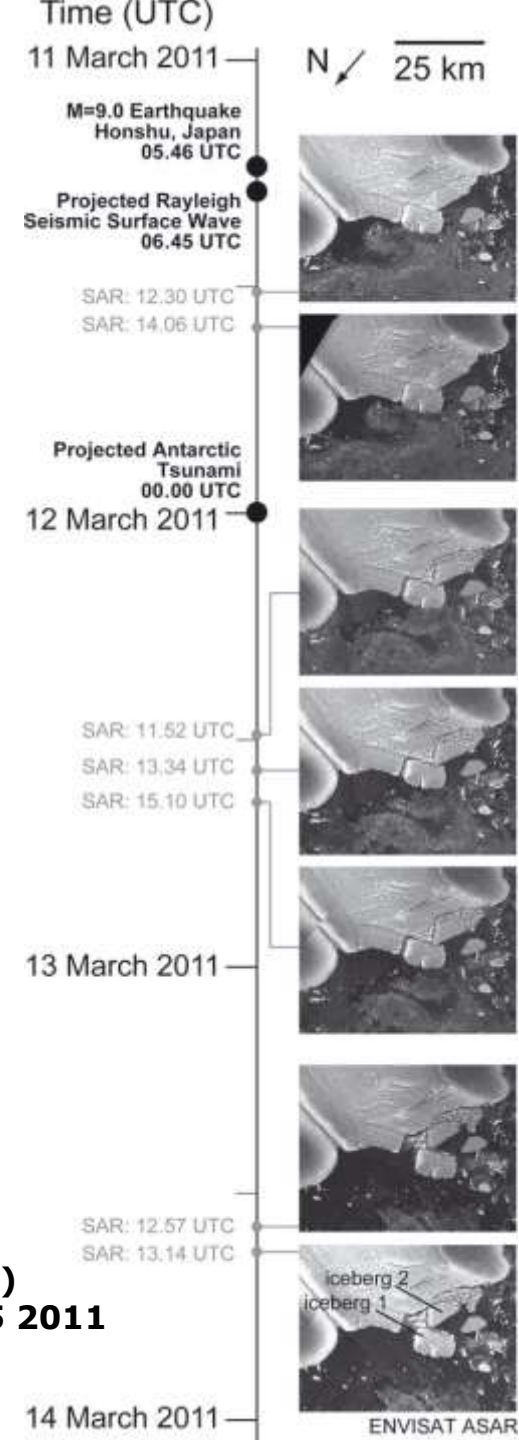 Time (UTC)
11 March 2011
N
25 km
M=9.0 Earthquake
Honshu, Japan
05.46 UTC
Projected Rayleigh
Seismic Surface Wave
06.45 UTC
SAR: 12.30 UTC
SAR: 14.06 UTC
Projected Antarctic
Tsunami
00.00 UTC
12 March 2011
SAR: 11.52 UTC
SAR: 13.34 UTC
SAR: 15.10 UTC
13 March 2011
SAR: 12.57 UTC
SAR: 13.14 UTC
)
2011
iceberg 2
iceberg 1
14 March 2011
ENVISAT ASAR